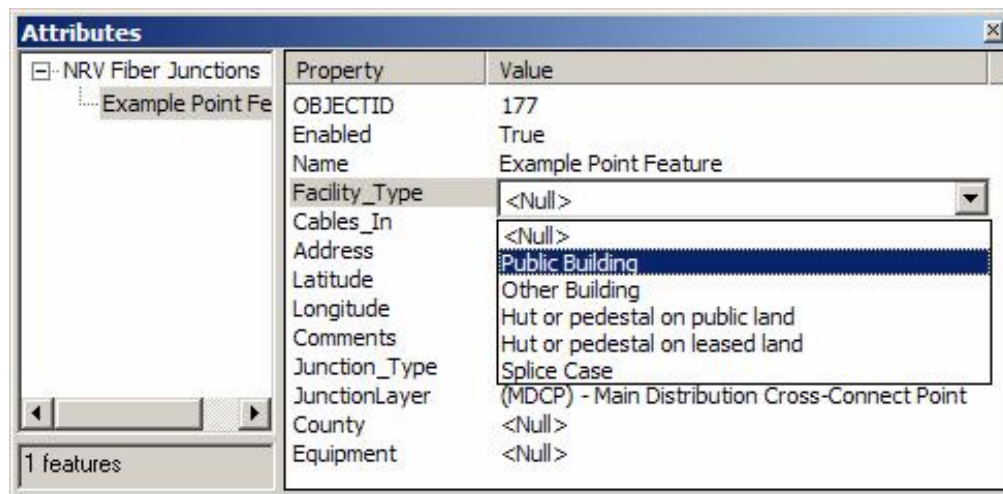 Attributes
NRV Fiber Junctions
Example Point Fe
1 features
Property Value
OBJECTID 177
Enabled True
Name Example Point Feature
Facility_Type <Null>
Cables_In <Null>
Address Public Building
Latitude Other Building
Longitude Hut or pedestal on public land
Comments Hut or pedestal on leased land
Junction_Type Splice Case
JunctionLayer (MDCP) - Main Distribution Cross-Connect Point
County <Null>
Equipment <Null>